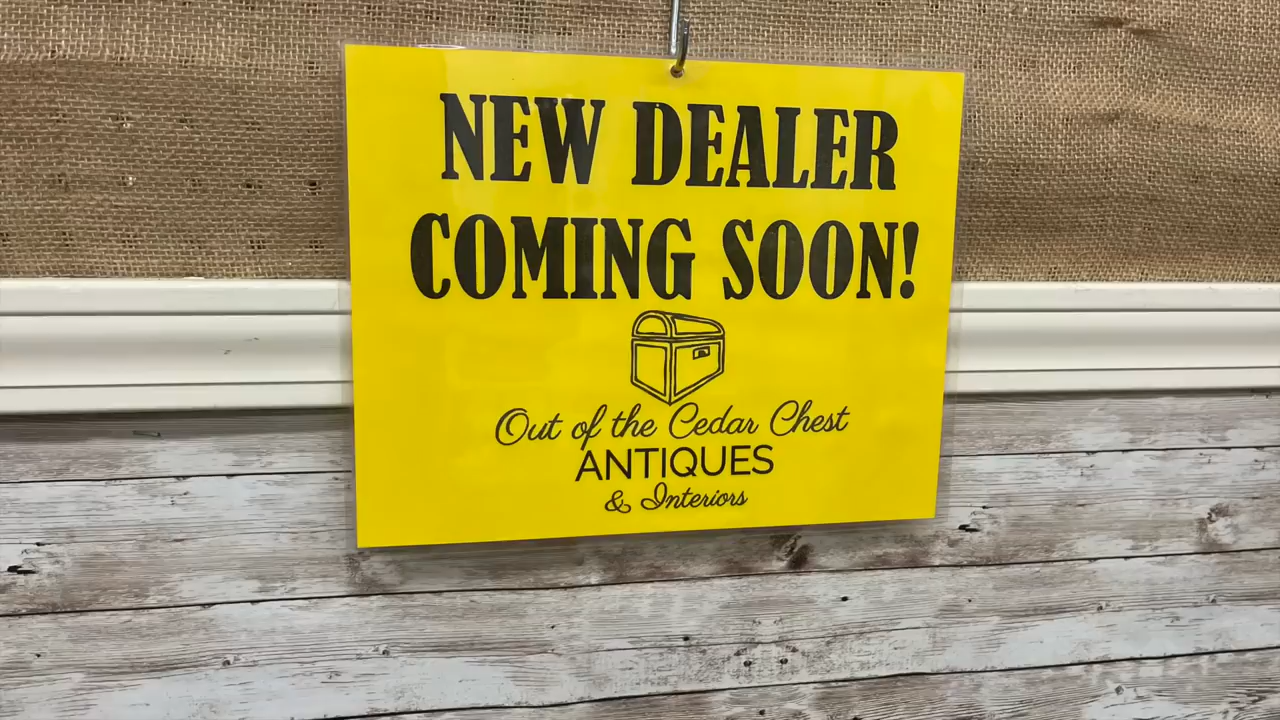 NEW DEALER
COMING SOON!
Out of the Cedar Chest
ANTIQUES
& Interiors